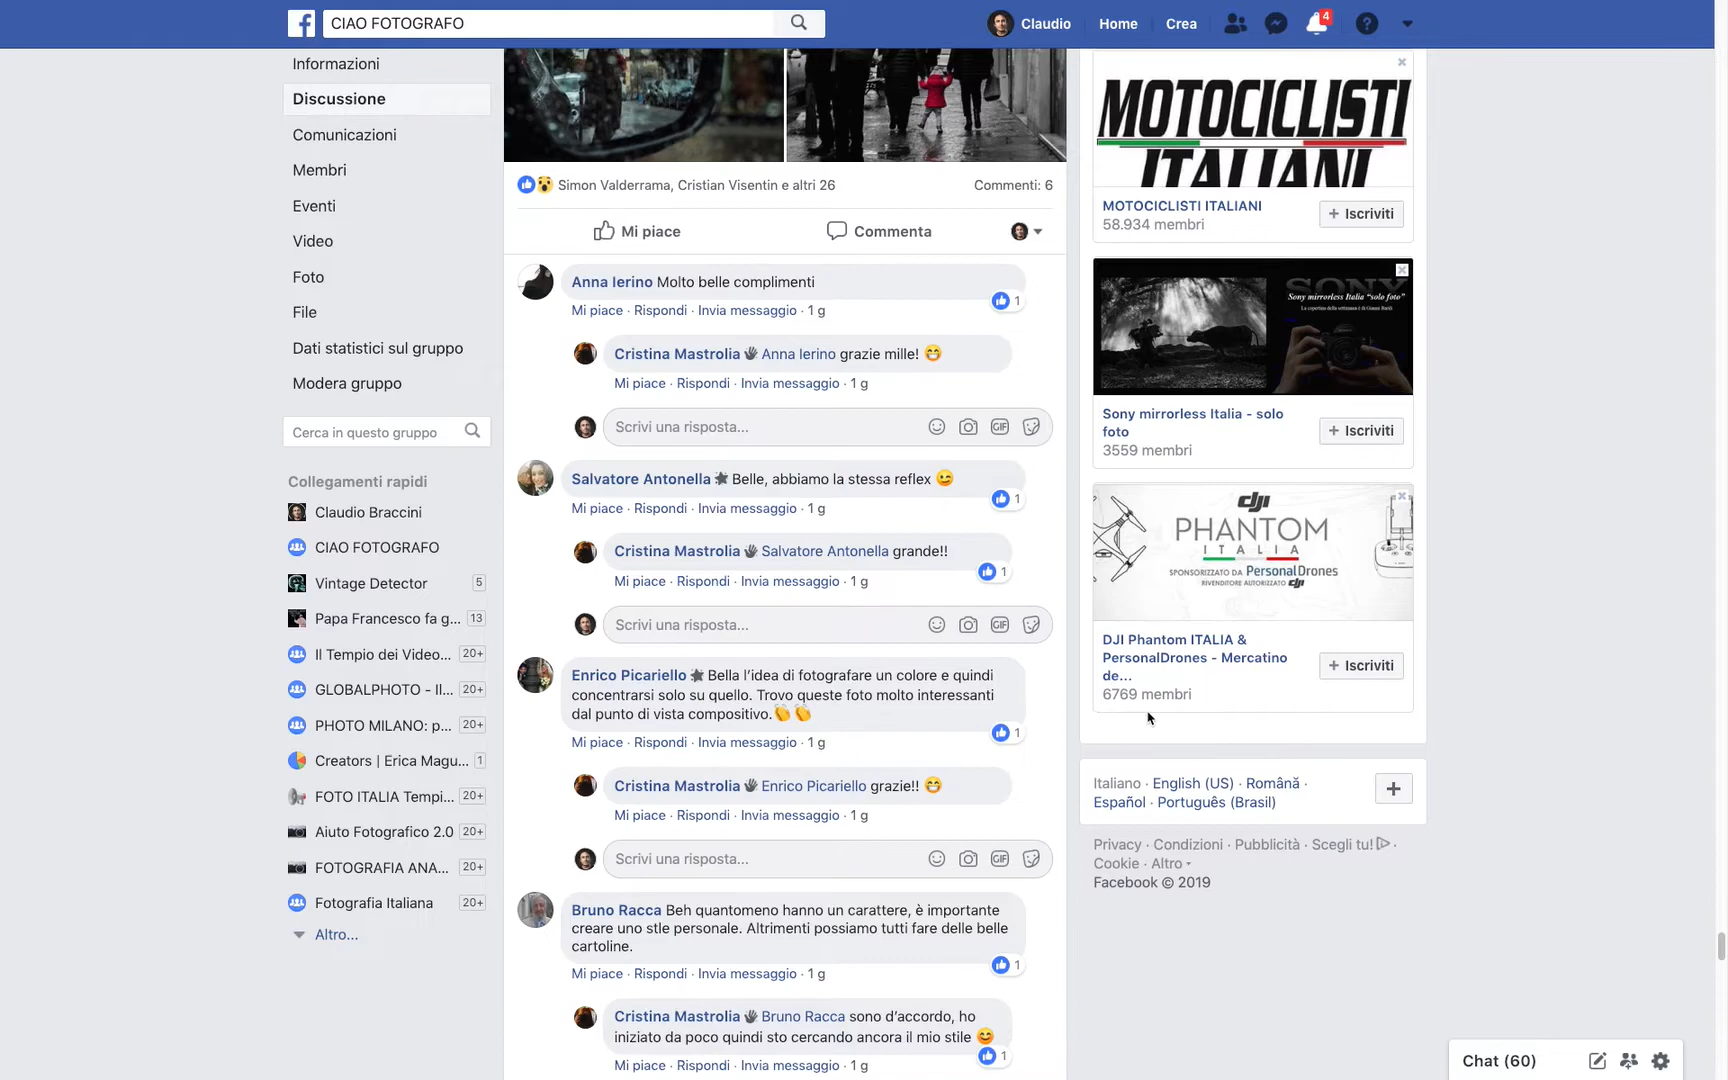 CIAO FOTOGRAFO
Claudio
Home
Crea
4
Informazioni
Discussione
Comunicazioni
Membri
Eventi
Video
Foto
File
Dati statistici sul gruppo
Modera gruppo
Cerca in questo gruppo
Collegamenti rapidi
Claudio Braccini
CIAO FOTOGRAFO
Vintage Detector 5
Papa Francesco fa g... 13
Il Tempio dei Video... 20+
GLOBALPHOTO - Il... 20+
PHOTO MILANO: p... 20+
Creators | Erica Magu... 1
FOTO ITALIA Tempi... 20+
Aiuto Fotografico 2.0 20+
FOTOGRAFIA ANA... 20+
Fotografia Italiana 20+
Altro...
Simon Valderrama, Cristian Visentin e altri 26
Commenti: 6
Mi piace
Commenta
Anna Ierino Molto belle complimenti
1
Mi piace · Rispondi · Invia messaggio · 1 g
Cristina Mastrolia Anna Ierino grazie mille! 😁
Mi piace · Rispondi · Invia messaggio · 1 g
Scrivi una risposta...
GIF
Salvatore Antonella Belle, abbiamo la stessa reflex 😉
1
Mi piace · Rispondi · Invia messaggio · 1 g
Cristina Mastrolia Salvatore Antonella grande!!
1
Mi piace · Rispondi · Invia messaggio · 1 g
Scrivi una risposta...
GIF
Enrico Picariello Bella l'idea di fotografare un colore e quindi
concentrarsi solo su quello. Trovo queste foto molto interessanti
dal punto di vista compositivo.👏 👏
1
Mi piace · Rispondi · Invia messaggio · 1 g
Cristina Mastrolia Enrico Picariello grazie!! 😁
Mi piace · Rispondi · Invia messaggio · 1 g
Scrivi una risposta...
GIF
Bruno Racca Beh quantomeno hanno un carattere, è importante
creare uno stle personale. Altrimenti possiamo tutti fare delle belle
cartoline.
1
Mi piace · Rispondi · Invia messaggio · 1 g
Cristina Mastrolia Bruno Racca sono d'accordo, ho
iniziato da poco quindi sto cercando ancora il mio stile 😊
1
Mi piace · Rispondi · Invia messaggio · 1 g
MOTOCICLISTI
ITALIANI
MOTOCICLISTI ITALIANI
58.934 membri
+ Iscriviti
SONY
Sony mirrorless Italia "solo foto"
Sony mirrorless Italia - solo
foto
3559 membri
+ Iscriviti
dji
PHANTOM
ITALIA
SPONSORIZZATO DA PersonalDrones
RIVENDITORE AUTORIZZATO dji
DJI Phantom ITALIA &
PersonalDrones - Mercatino
de...
6769 membri
+ Iscriviti
Italiano · English (US) · Română ·
Español · Português (Brasil)
Privacy · Condizioni · Pubblicità · Scegli tu! ·
Cookie · Altro
Facebook © 2019
Chat (60)